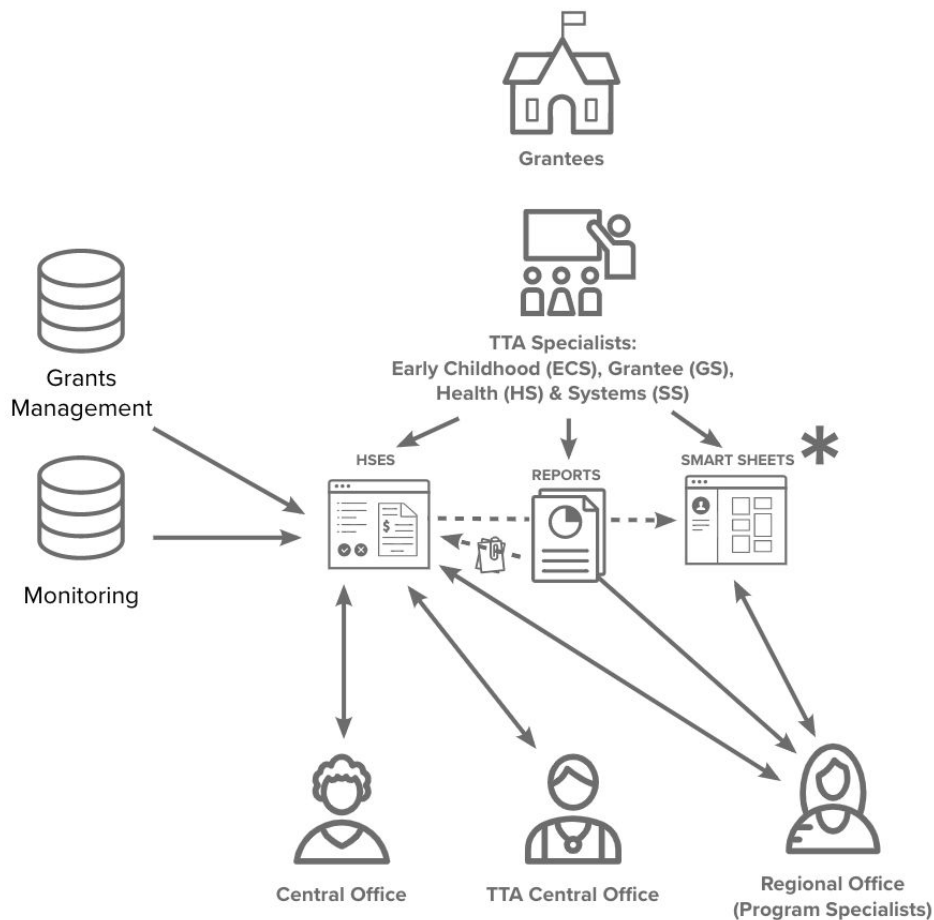 Grantees
TTA Specialists:
Early Childhood (ECS), Grantee (GS),
Health (HS) & Systems (SS)
Grants
Management
HSES
REPORTS
SMART SHEETS *
$
Monitoring
Central Office
TTA Central Office
Regional Office
(Program Specialists)